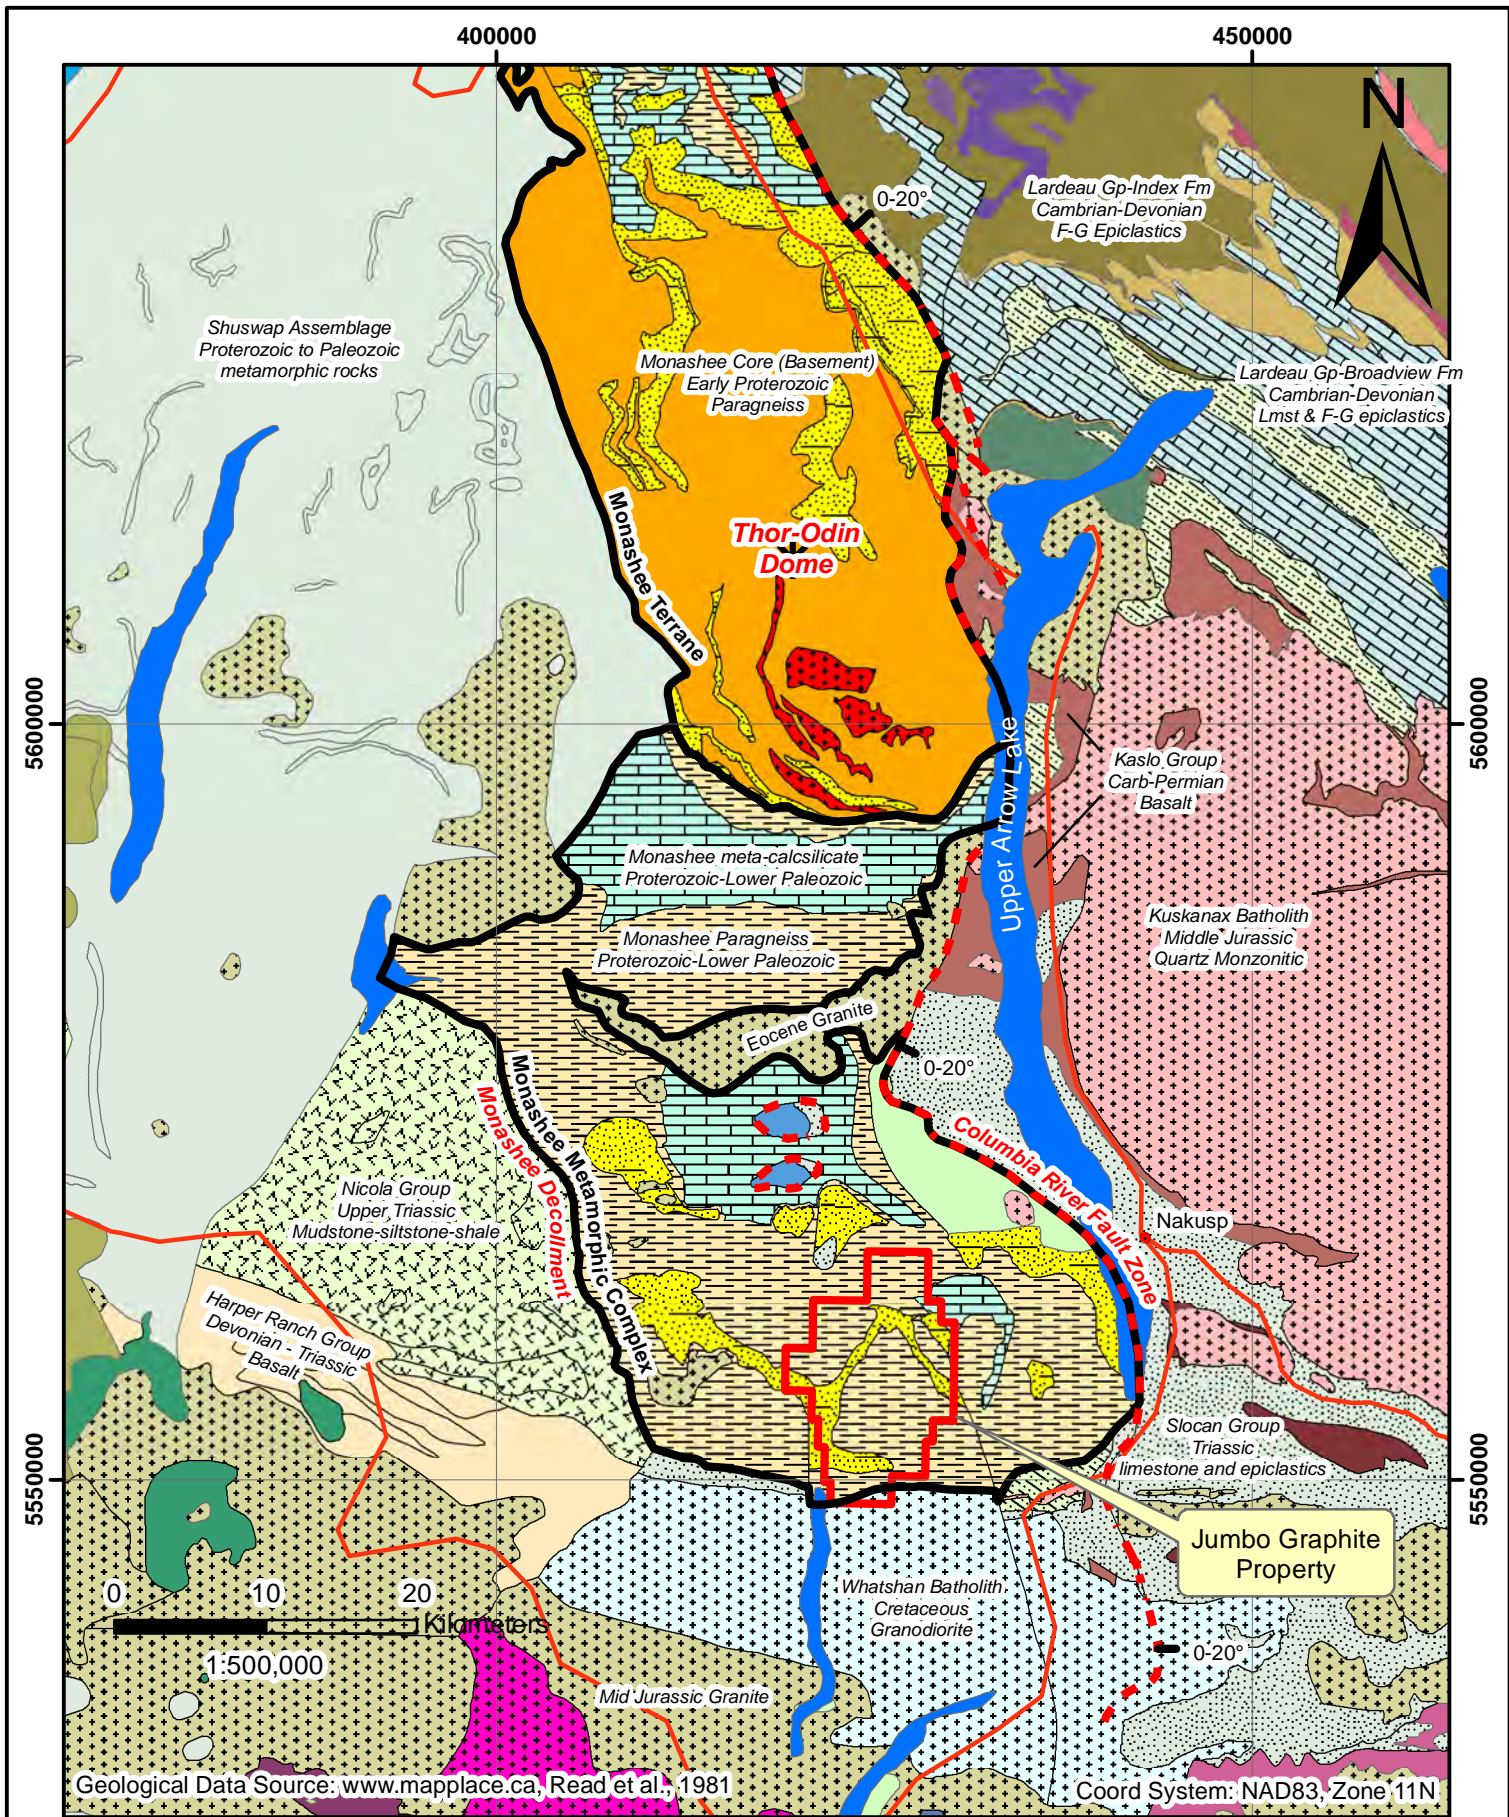 400000
450000
N
0-20°
Lardeau Gp-Index Fm
Cambrian-Devonian
F-G Epiclastics
Shuswap Assemblage
Proterozoic to Paleozoic
metamorphic rocks
Monashee Core (Basement)
Early Proterozoic
Paragneiss
Lardeau Gp-Broadview Fm
Cambrian-Devonian
Lmst & F-G epiclastics
Monashee Terrane
Thor-Odin
Dome
5600000
5600000
Upper Arrow Lake
Kaslo Group
Carb-Permian
Basalt
Monashee meta-calcsilicate
Proterozoic-Lower Paleozoic
Kuskanax Batholith
Middle Jurassic
Quartz Monzonitic
Monashee Paragneiss
Proterozoic-Lower Paleozoic
Eocene Granite
0-20°
Monashee Metamorphic Complex
Monashee Decollment
Columbia River Fault Zone
Nicola Group
Upper Triassic
Mudstone-siltstone-shale
Nakusp
Harper Ranch Group
Devonian - Triassic
Basalt
Slocan Group
Triassic
limestone and epiclastics
5550000
5550000
Jumbo Graphite
Property
0 10 20
Kilometers
1:500,000
Whatshan Batholith
Cretaceous
Granodiorite
0-20°
Mid Jurassic Granite
Geological Data Source: www.mapplace.ca, Read et al., 1981
Coord System: NAD83, Zone 11N